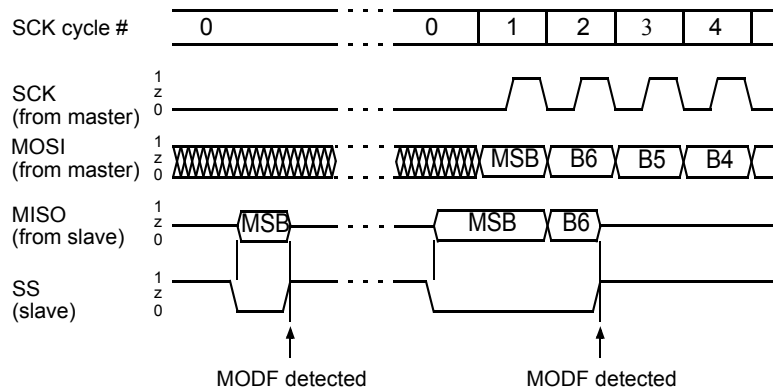 SCK cycle # 0 0 1 2 3 4
SCK
(from master)
1
z
0
MOSI
(from master)
1
z
0
MSB B6 B5 B4
MISO
(from slave)
1
z
0
MSB MSB B6
SS
(slave)
1
z
0
MODF detected MODF detected